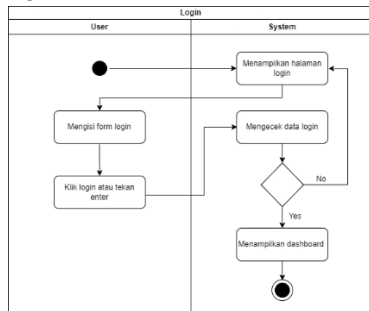 Login
User
System
Menampilkan halaman
login
Mengisi form login
Mengecek data login
Klik login atau tekan
enter
No
Yes
Menampilkan dashboard